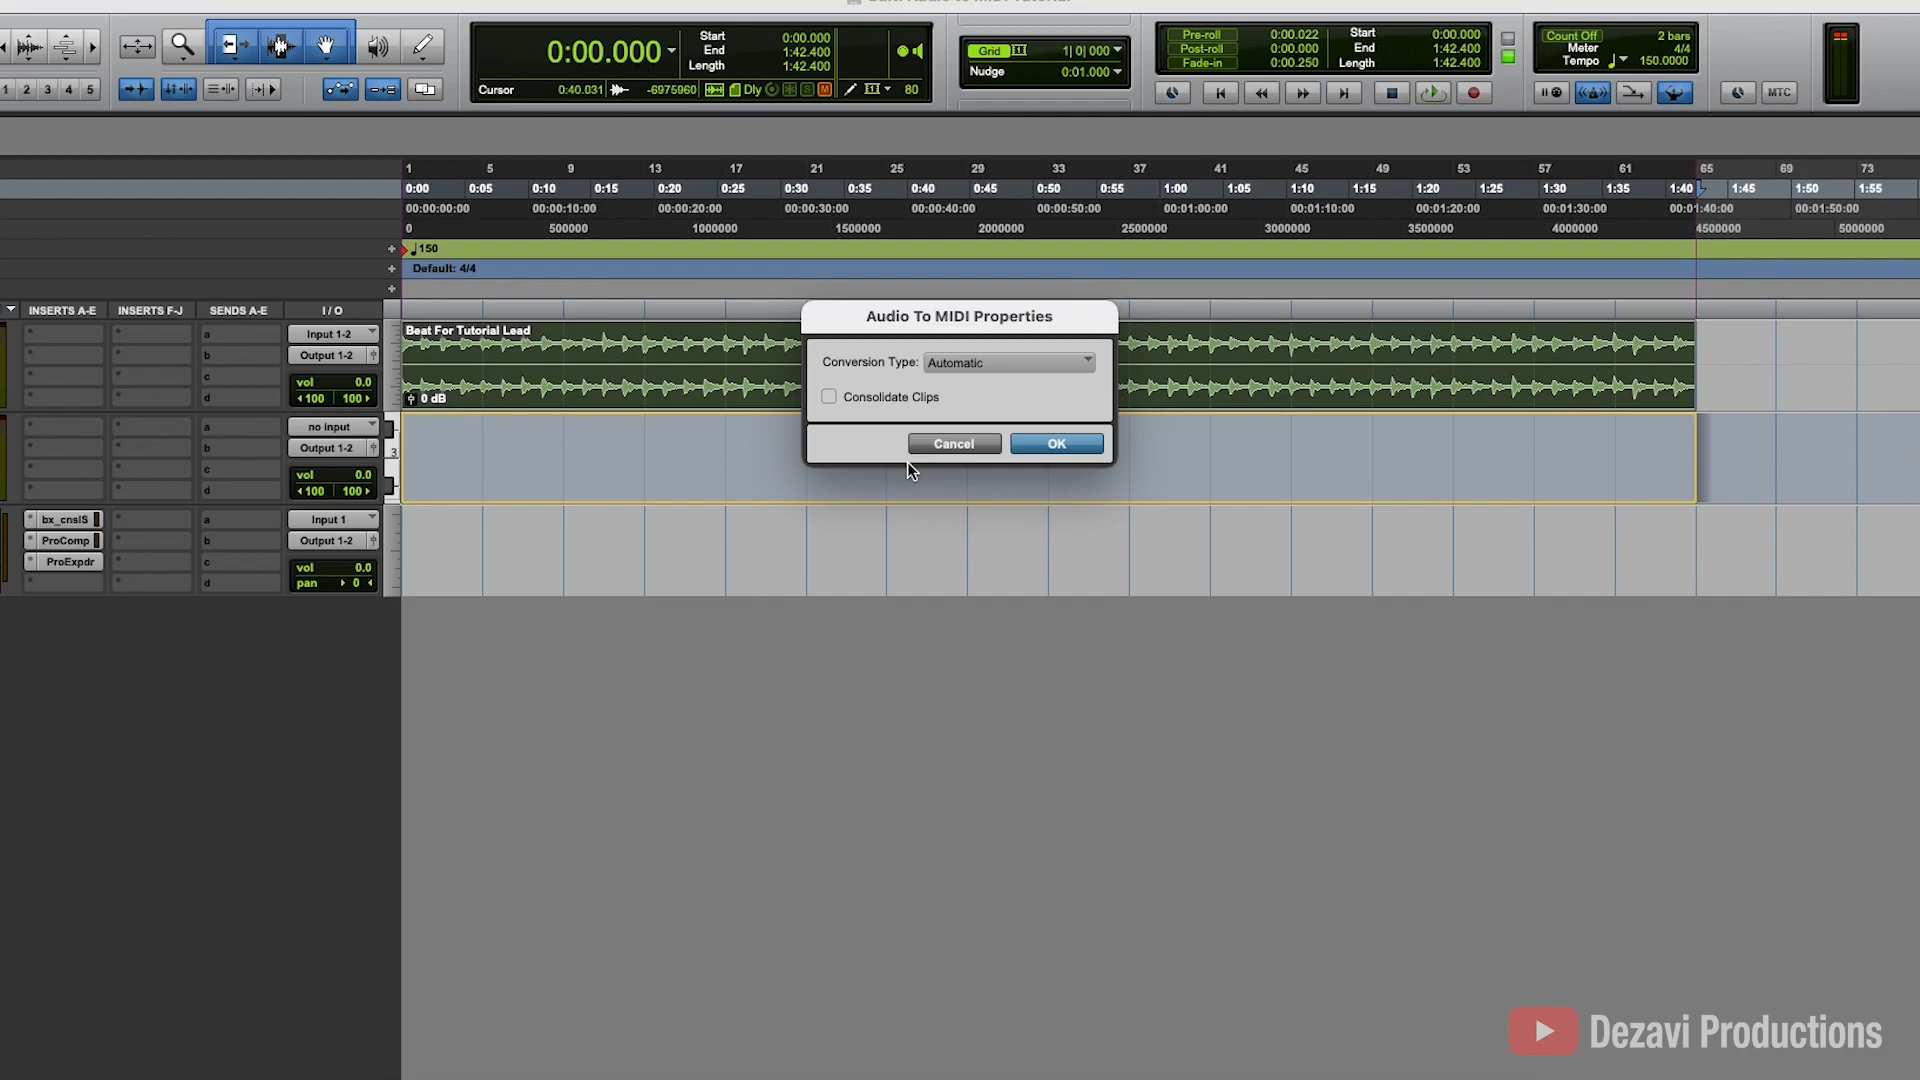 Start 0:00.000
End 1:42.400
Length 1:42.400
0:00.000
Cursor 0:40.031 -6975960 Dly S M 80
Grid 1| 0| 000
Nudge 0:01.000
Pre-roll 0:00.022
Post-roll 0:00.000
Fade-in 0:00.250
Start 0:00.000
End 1:42.400
Length 1:42.400
Count Off 2 bars
Meter 4/4
Tempo 150.0000
1 2 3 4 5
MTC
1 5 9 13 17 21 25 29 33 37 41 45 49 53 57 61 65 69 73
0:00 0:05 0:10 0:15 0:20 0:25 0:30 0:35 0:40 0:45 0:50 0:55 1:00 1:05 1:10 1:15 1:20 1:25 1:30 1:35 1:40 1:45 1:50 1:55
00:00:00:00 00:00:10:00 00:00:20:00 00:00:30:00 00:00:40:00 00:00:50:00 00:01:00:00 00:01:10:00 00:01:20:00 00:01:30:00 00:01:40:00 00:01:50:00
0 500000 1000000 1500000 2000000 2500000 3000000 3500000 4000000 4500000 5000000
150
Default: 4/4
INSERTS A-E INSERTS F-J SENDS A-E I / O
a
b
c
d
Input 1-2
Output 1-2
vol 0.0
100 100
Beat For Tutorial Lead
0 dB
a
b
c
d
no input
Output 1-2
vol 0.0
100 100
3
bx_cnslS
ProComp
ProExpdr
a
b
c
d
Input 1
Output 1-2
vol 0.0
pan 0
Audio To MIDI Properties
Conversion Type: Automatic
Consolidate Clips
Cancel OK
Dezavi Productions